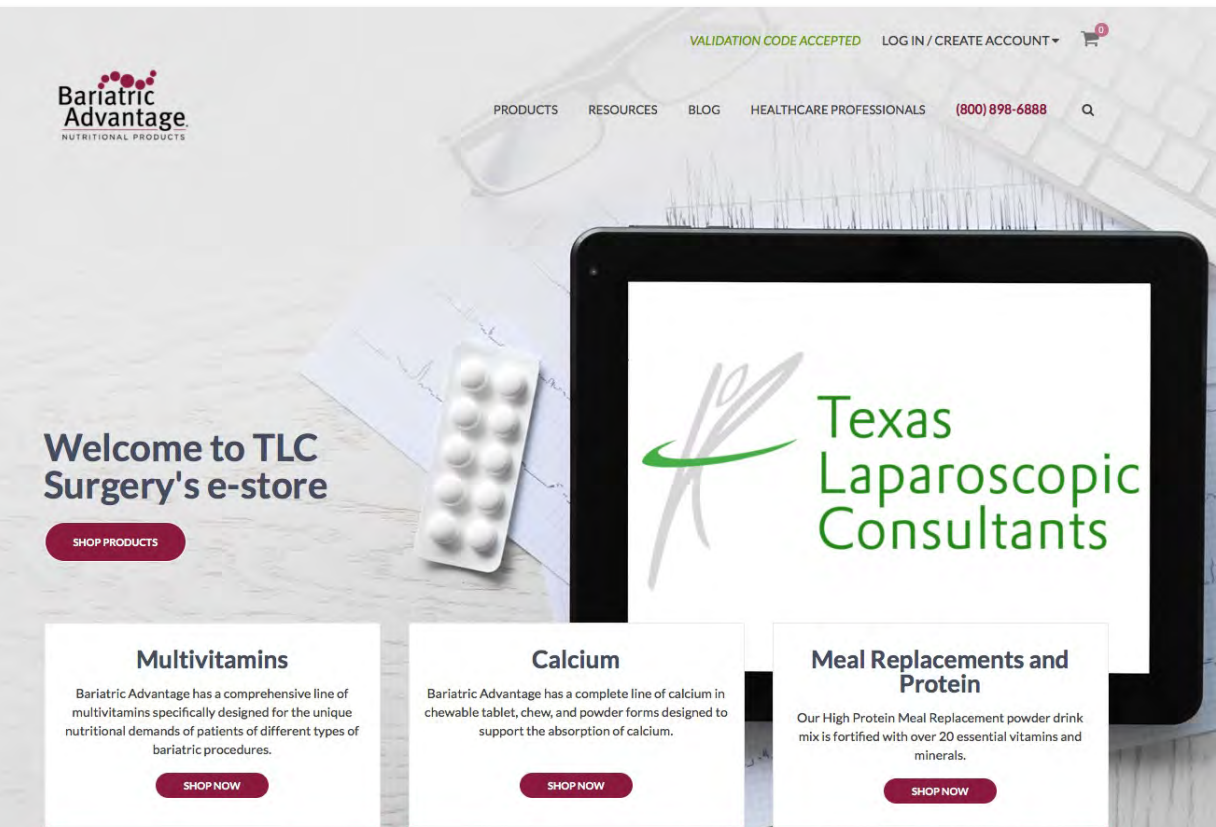 VALIDATION CODE ACCEPTED LOG IN / CREATE ACCOUNT 0
Bariatric
Advantage
NUTRITIONAL PRODUCTS
PRODUCTS RESOURCES BLOG HEALTHCARE PROFESSIONALS (800) 898-6888
Texas
Laparoscopic
Consultants
Welcome to TLC
Surgery's e-store
SHOP PRODUCTS
Multivitamins
Bariatric Advantage has a comprehensive line of
multivitamins specifically designed for the unique
nutritional demands of patients of different types of
bariatric procedures.
SHOP NOW
Calcium
Bariatric Advantage has a complete line of calcium in
chewable tablet, chew, and powder forms designed to
support the absorption of calcium.
SHOP NOW
Meal Replacements and
Protein
Our High Protein Meal Replacement powder drink
mix is fortified with over 20 essential vitamins and
minerals.
SHOP NOW